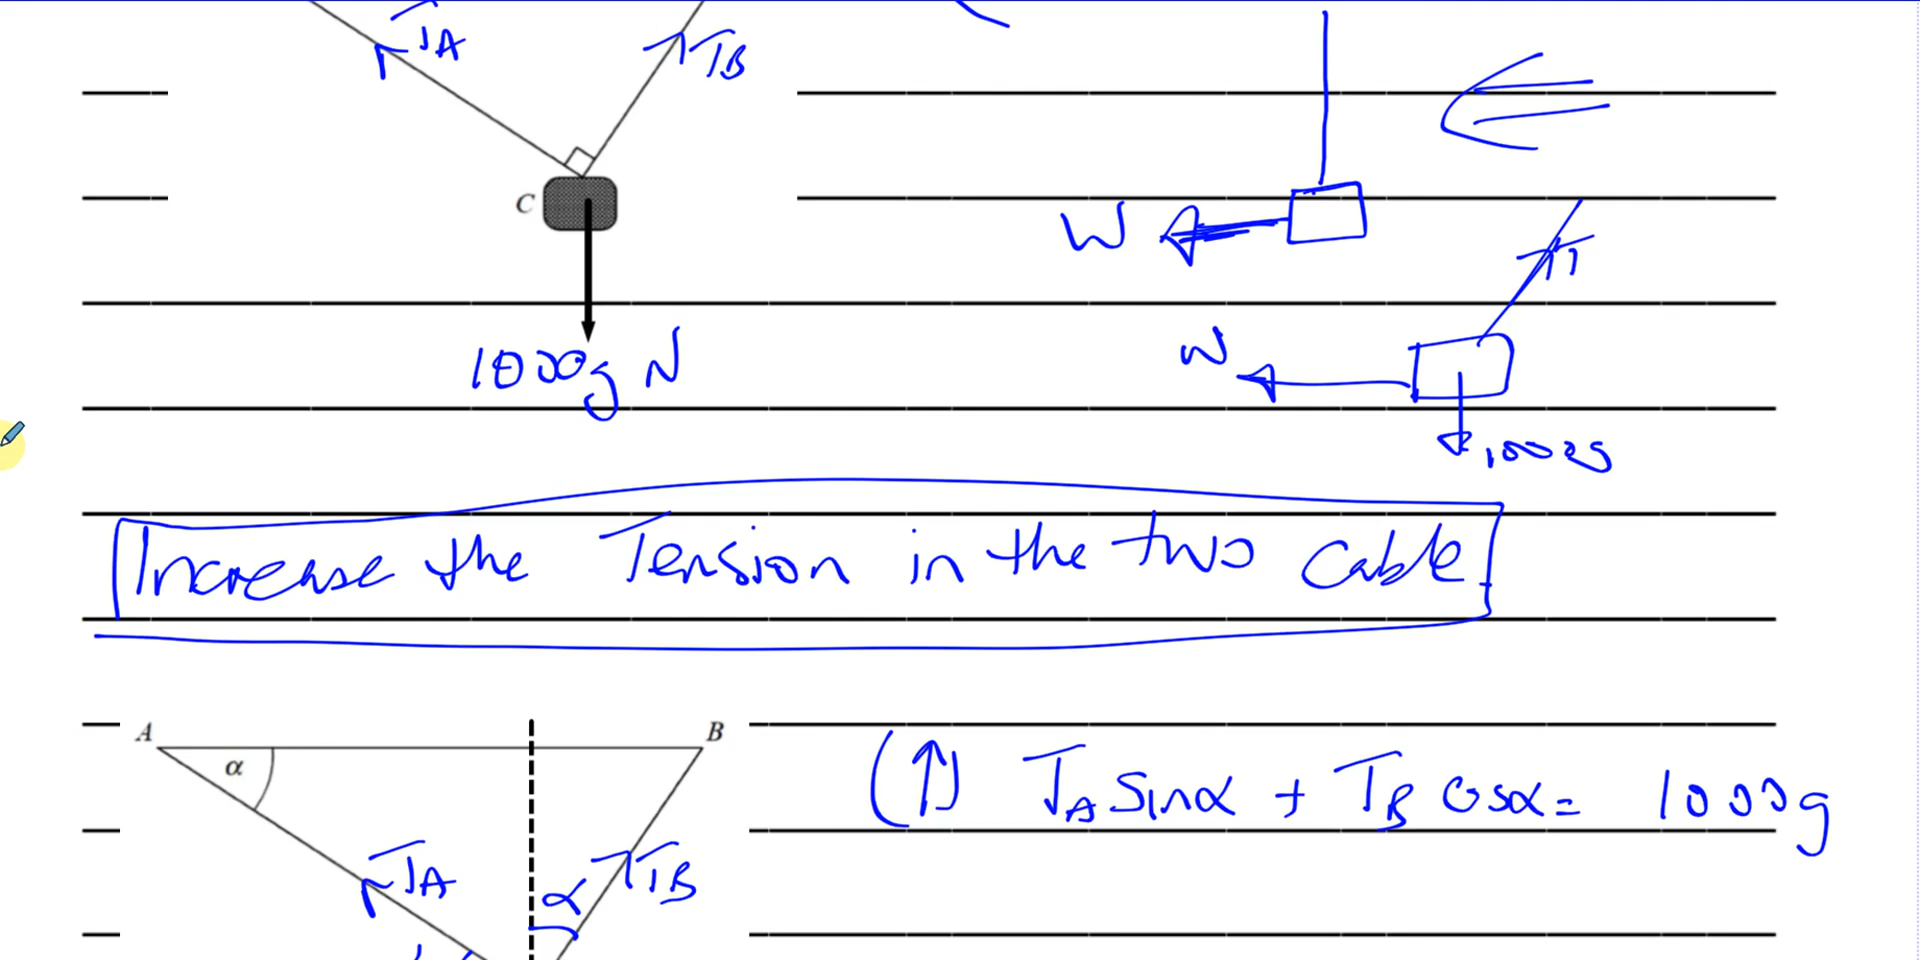 TA
TB
C
W
T
1000g N
W
1000g
Increase the Tension in the two cable.
A
B
α
(↑) TA Sinα + TB Cosα = 1000g
TA
α
TB